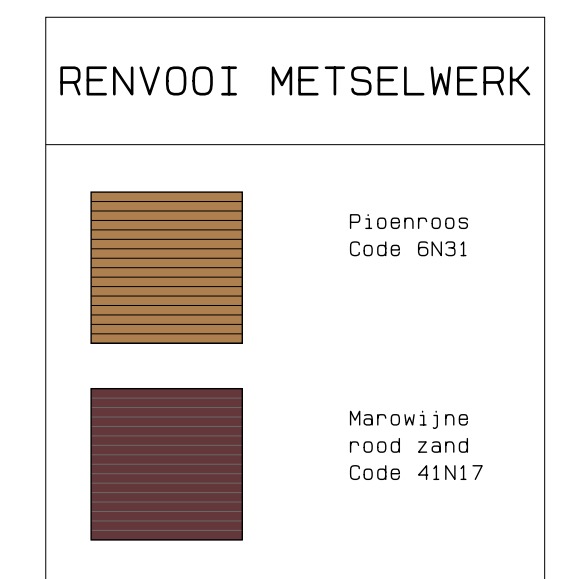 RENVOOI METSELWERK
Pioenroos
Code 6N31
Marowijne
rood zand
Code 41N17